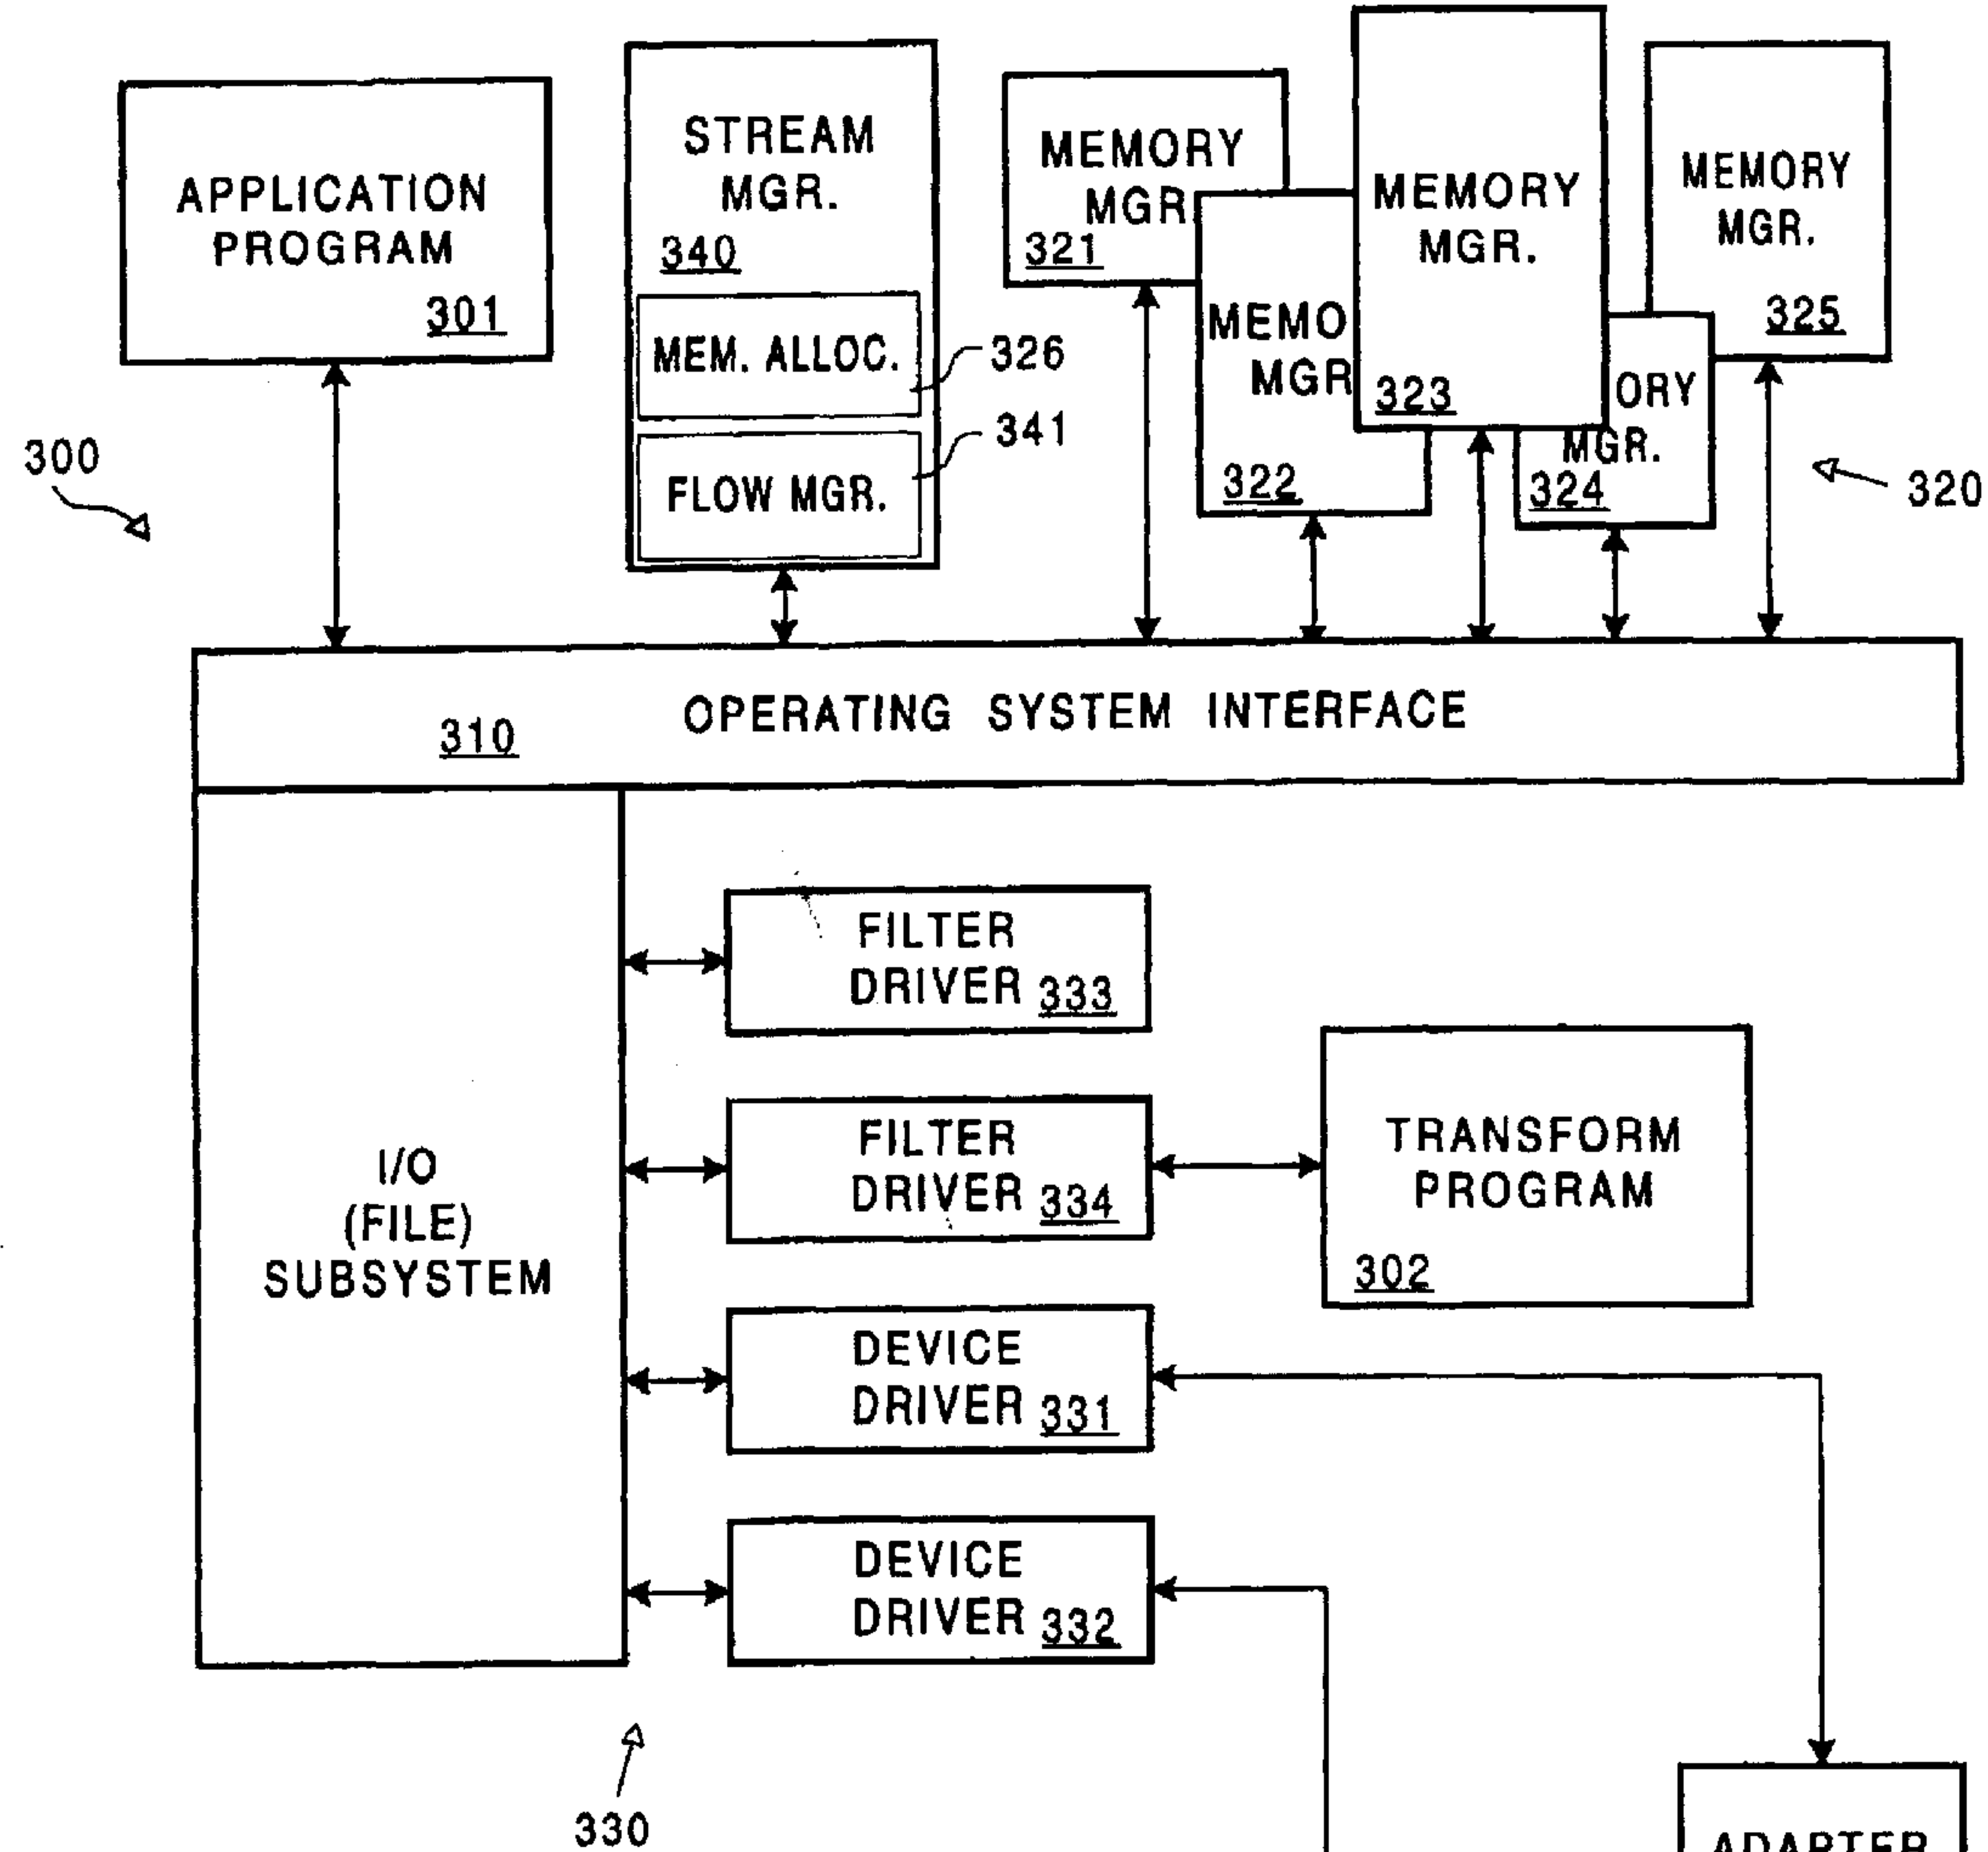 APPLICATION
PROGRAM
301
STREAM
MGR.
340
MEM. ALLOC.
326
FLOW MGR.
341
MEMORY
MGR
321
MEMO
MGR
322
MEMORY
MGR.
323
ORY
MGR.
324
MEMORY
MGR.
325
300
320
OPERATING SYSTEM INTERFACE
310
I/O
(FILE)
SUBSYSTEM
FILTER
DRIVER 333
FILTER
DRIVER 334
TRANSFORM
PROGRAM
302
DEVICE
DRIVER 331
DEVICE
DRIVER 332
330
ADAPTER